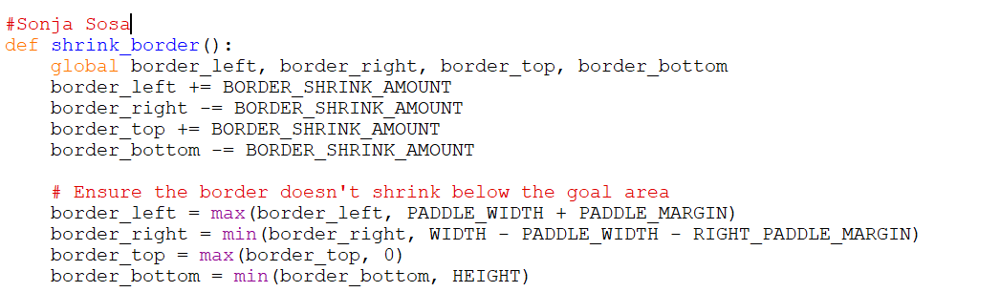 #Sonja Sosa
def shrink_border():
    global border_left, border_right, border_top, border_bottom
    border_left += BORDER_SHRINK_AMOUNT
    border_right -= BORDER_SHRINK_AMOUNT
    border_top += BORDER_SHRINK_AMOUNT
    border_bottom -= BORDER_SHRINK_AMOUNT

    # Ensure the border doesn't shrink below the goal area
    border_left = max(border_left, PADDLE_WIDTH + PADDLE_MARGIN)
    border_right = min(border_right, WIDTH - PADDLE_WIDTH - RIGHT_PADDLE_MARGIN)
    border_top = max(border_top, 0)
    border_bottom = min(border_bottom, HEIGHT)